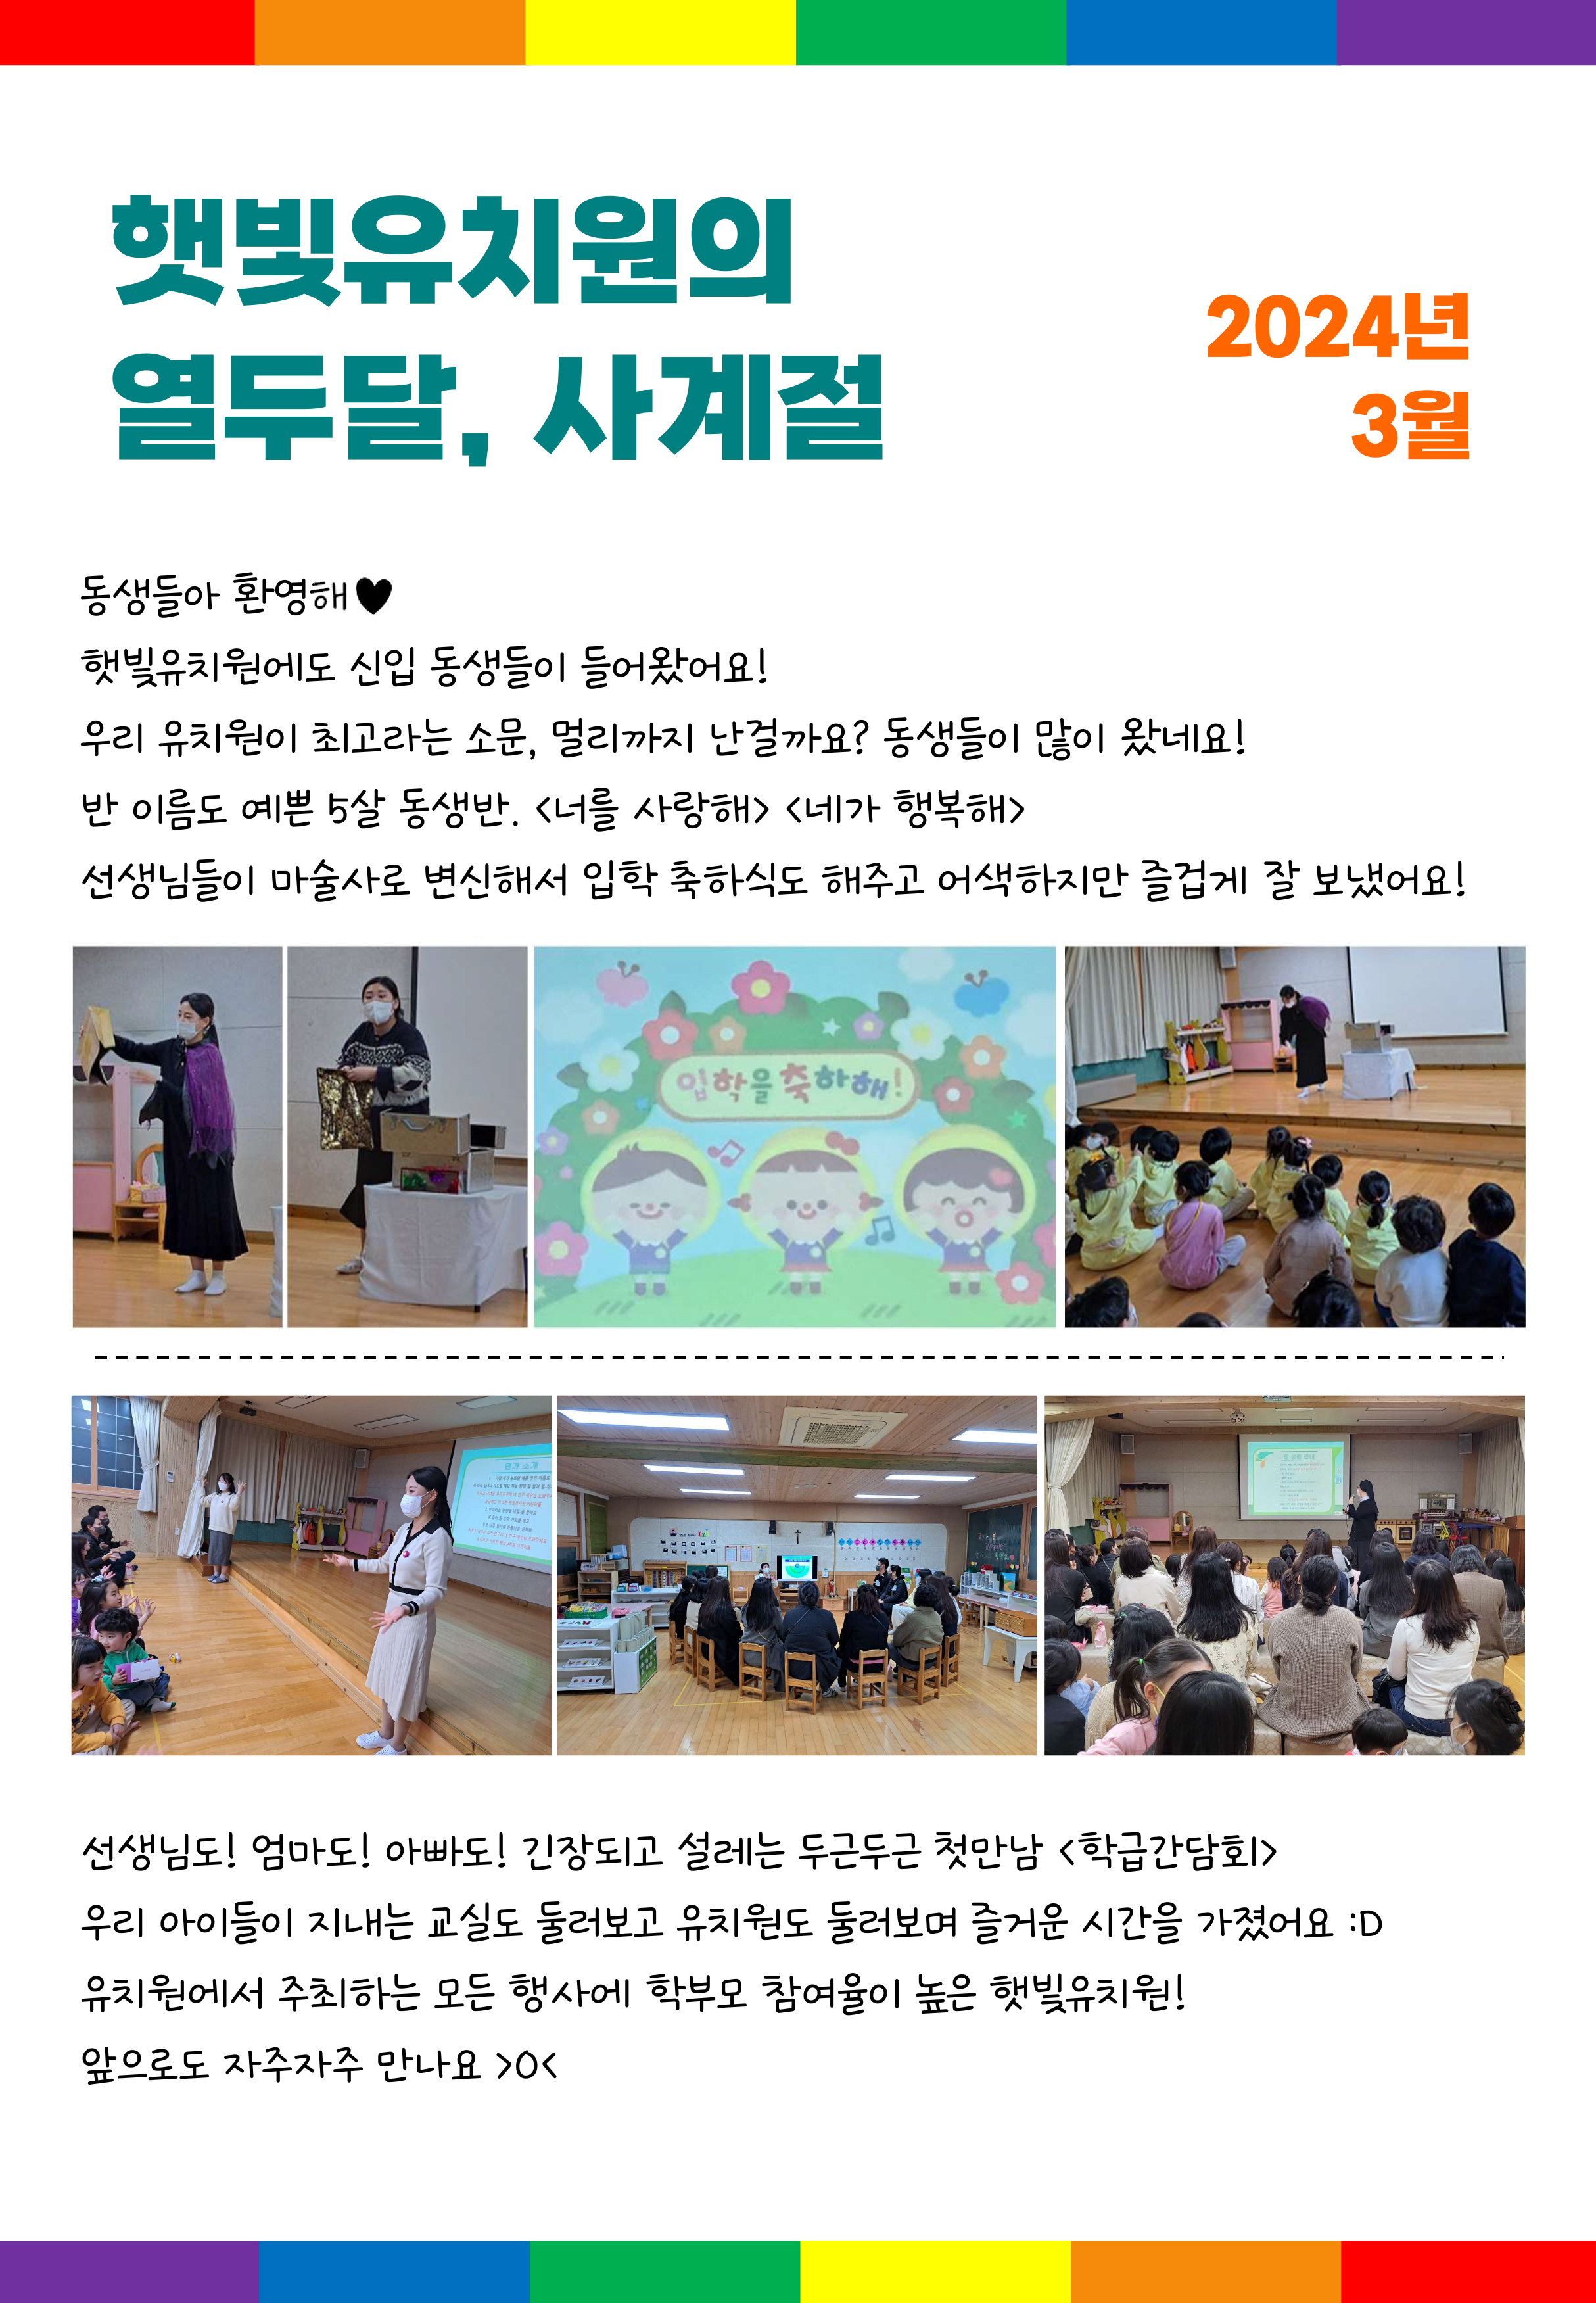 햇빛유치원의
열두달, 사계절
2024년
3월
동생들아 환영해♥
햇빛유치원에도 신입 동생들이 들어왔어요!
우리 유치원이 최고라는 소문, 멀리까지 난걸까요? 동생들이 많이 왔네요!
반 이름도 예쁜 5살 동생반. <너를 사랑해> <네가 행복해>
선생님들이 마술사로 변신해서 입학 축하식도 해주고 어색하지만 즐겁게 잘 보냈어요!
입학을축하해!
원가 소개
선생님도! 엄마도! 아빠도! 긴장되고 설레는 두근두근 첫만남 <학급간담회>
우리 아이들이 지내는 교실도 둘러보고 유치원도 둘러보며 즐거운 시간을 가졌어요 :D
유치원에서 주최하는 모든 행사에 학부모 참여율이 높은 햇빛유치원!
앞으로도 자주자주 만나요 >0<